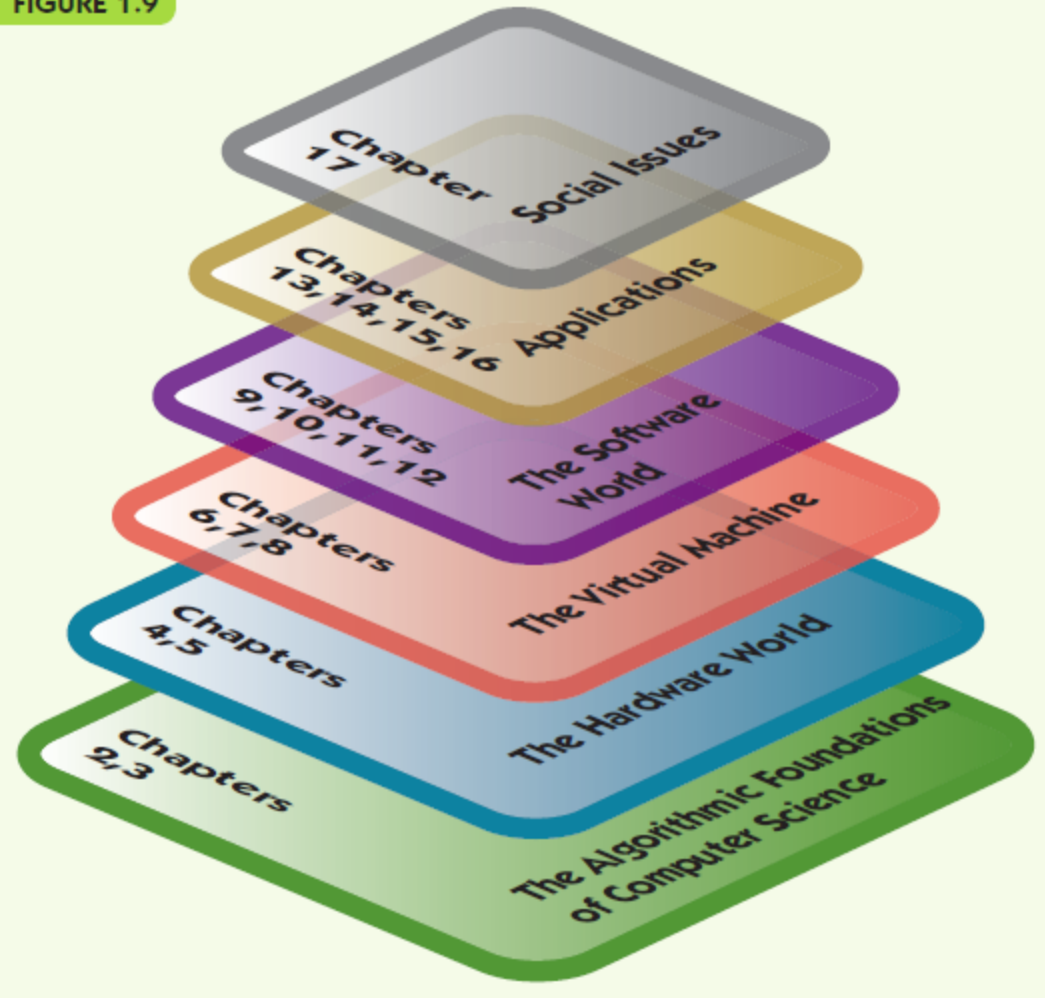 FIGURE 1.9
Chapter
17
Social Issues
Chapters
13,14,15,16
Applications
Chapters
9,10,11,12
The Software
World
Chapters
6,7,8
The Virtual Machine
Chapters
4,5
The Hardware World
Chapters
2,3
The Algorithmic Foundations
of Computer Science